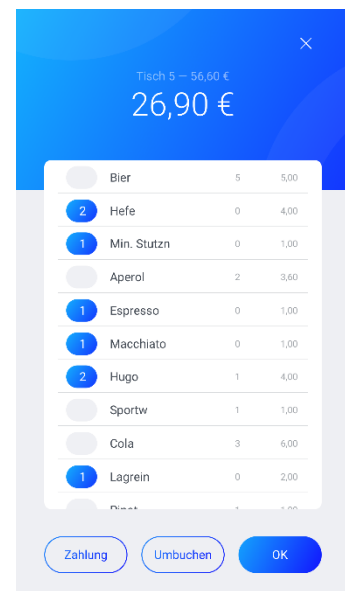 Tisch 5 — 56,60 €
26,90 €
Bier 5 5,00
2 Hefe 0 4,00
1 Min. Stutzn 0 1,00
Aperol 2 3,60
1 Espresso 0 1,00
1 Macchiato 0 1,00
2 Hugo 1 4,00
Sportw 1 1,00
Cola 3 6,00
1 Lagrein 0 2,00
Zahlung Umbuchen OK